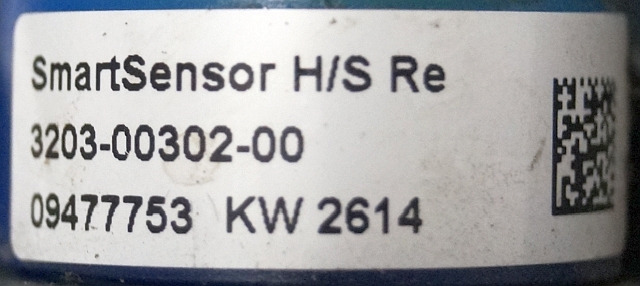 SmartSensor H/S Re
3203-00302-00
09477753 KW 2614